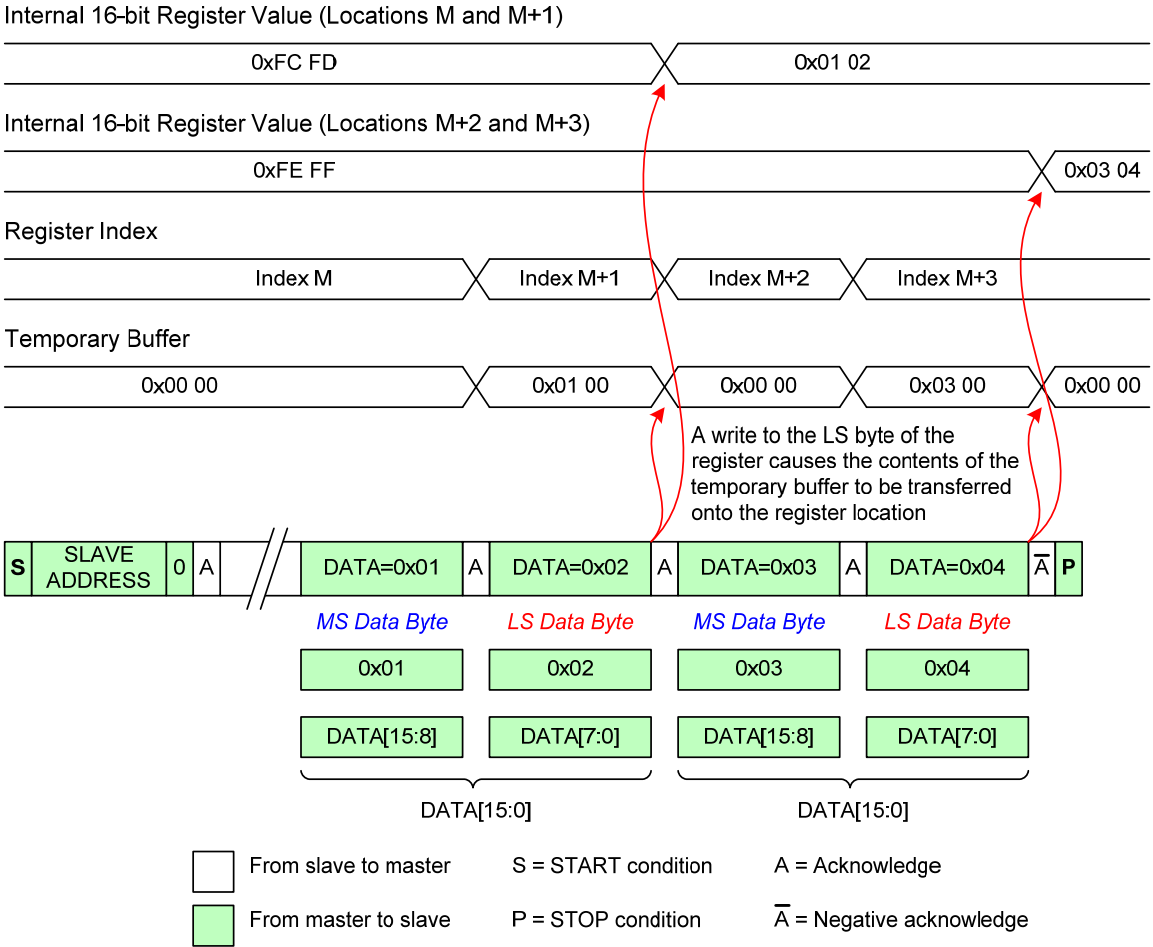 Internal 16-bit Register Value (Locations M and M+1)
0xFC FD 0x01 02
Internal 16-bit Register Value (Locations M+2 and M+3)
0xFE FF 0x03 04
Register Index
Index M Index M+1 Index M+2 Index M+3
Temporary Buffer
0x00 00 0x01 00 0x00 00 0x03 00 0x00 00
A write to the LS byte of the
register causes the contents of the
temporary buffer to be transferred
onto the register location
S SLAVE ADDRESS 0 A DATA=0x01 A DATA=0x02 A DATA=0x03 A DATA=0x04 A̅ P
MS Data Byte LS Data Byte MS Data Byte LS Data Byte
0x01 0x02 0x03 0x04
DATA[15:8] DATA[7:0] DATA[15:8] DATA[7:0]
DATA[15:0] DATA[15:0]
From slave to master S = START condition A = Acknowledge
From master to slave P = STOP condition A̅ = Negative acknowledge